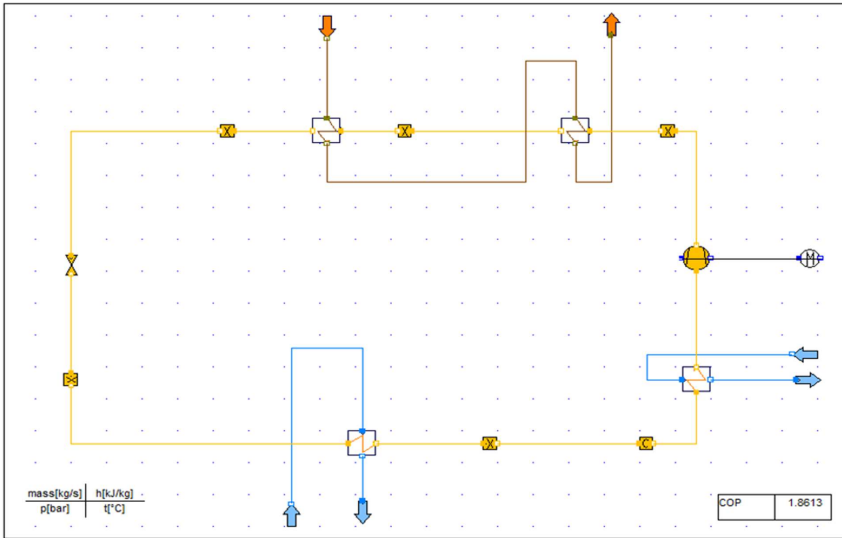 X
X
X
M
C
X
mass[kg/s] h[kJ/kg]
p[bar] t[°C]
COP 1.8613